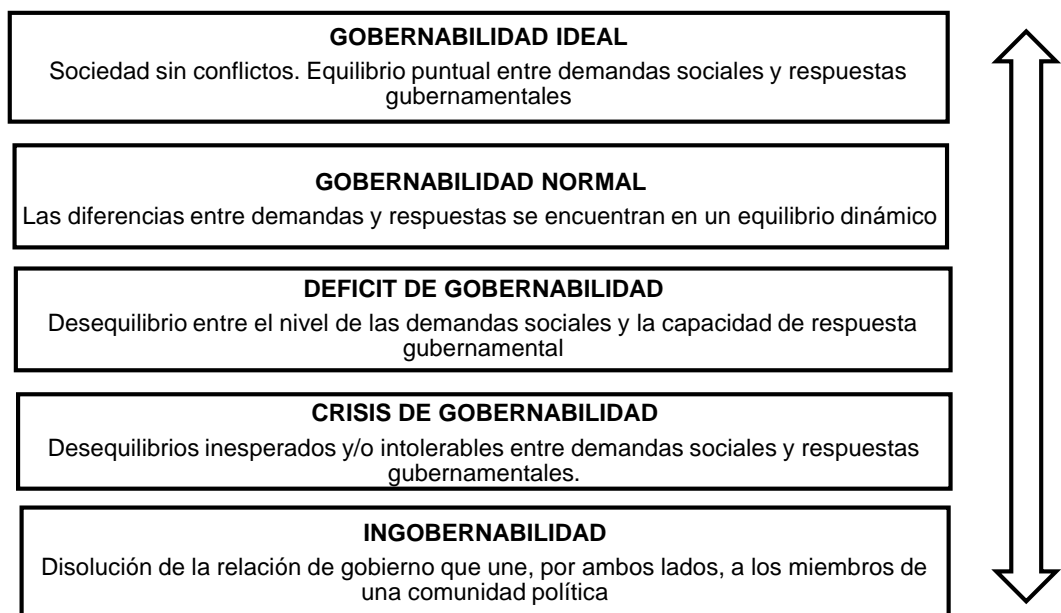 GOBERNABILIDAD IDEAL
Sociedad sin conflictos. Equilibrio puntual entre demandas sociales y respuestas
gubernamentales
GOBERNABILIDAD NORMAL
Las diferencias entre demandas y respuestas se encuentran en un equilibrio dinámico
DEFICIT DE GOBERNABILIDAD
Desequilibrio entre el nivel de las demandas sociales y la capacidad de respuesta
gubernamental
CRISIS DE GOBERNABILIDAD
Desequilibrios inesperados y/o intolerables entre demandas sociales y respuestas
gubernamentales.
INGOBERNABILIDAD
Disolución de la relación de gobierno que une, por ambos lados, a los miembros de
una comunidad política